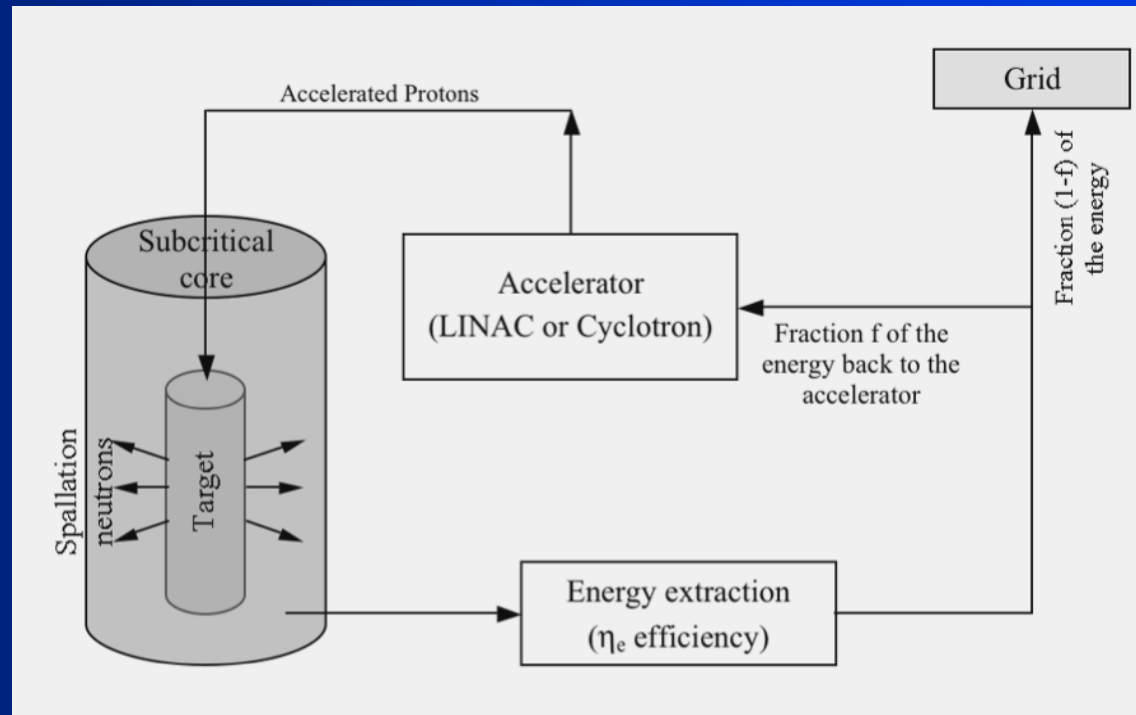 Grid
Accelerated Protons
Fraction (1-f) of
the energy
Subcritical
core
Accelerator
(LINAC or Cyclotron)
Fraction f of the
energy back to the
accelerator
Spallation
neutrons
Target
Energy extraction
(ηₑ efficiency)